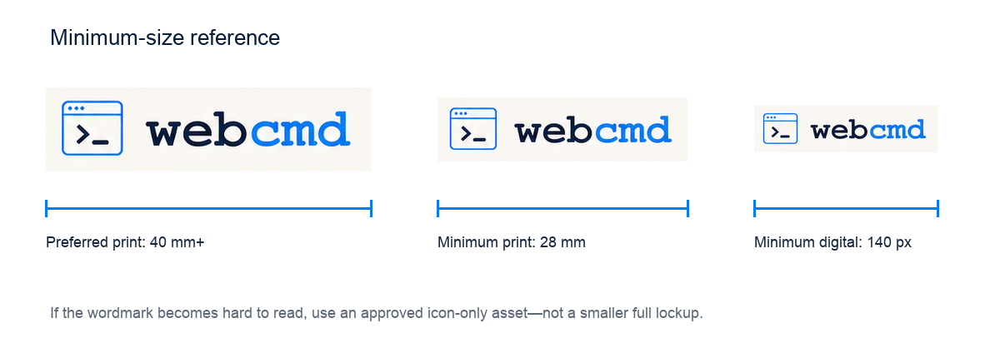 Minimum-size reference
>_ webcmd
>_ webcmd
>_ webcmd
Preferred print: 40 mm+
Minimum print: 28 mm
Minimum digital: 140 px
If the wordmark becomes hard to read, use an approved icon-only asset—not a smaller full lockup.